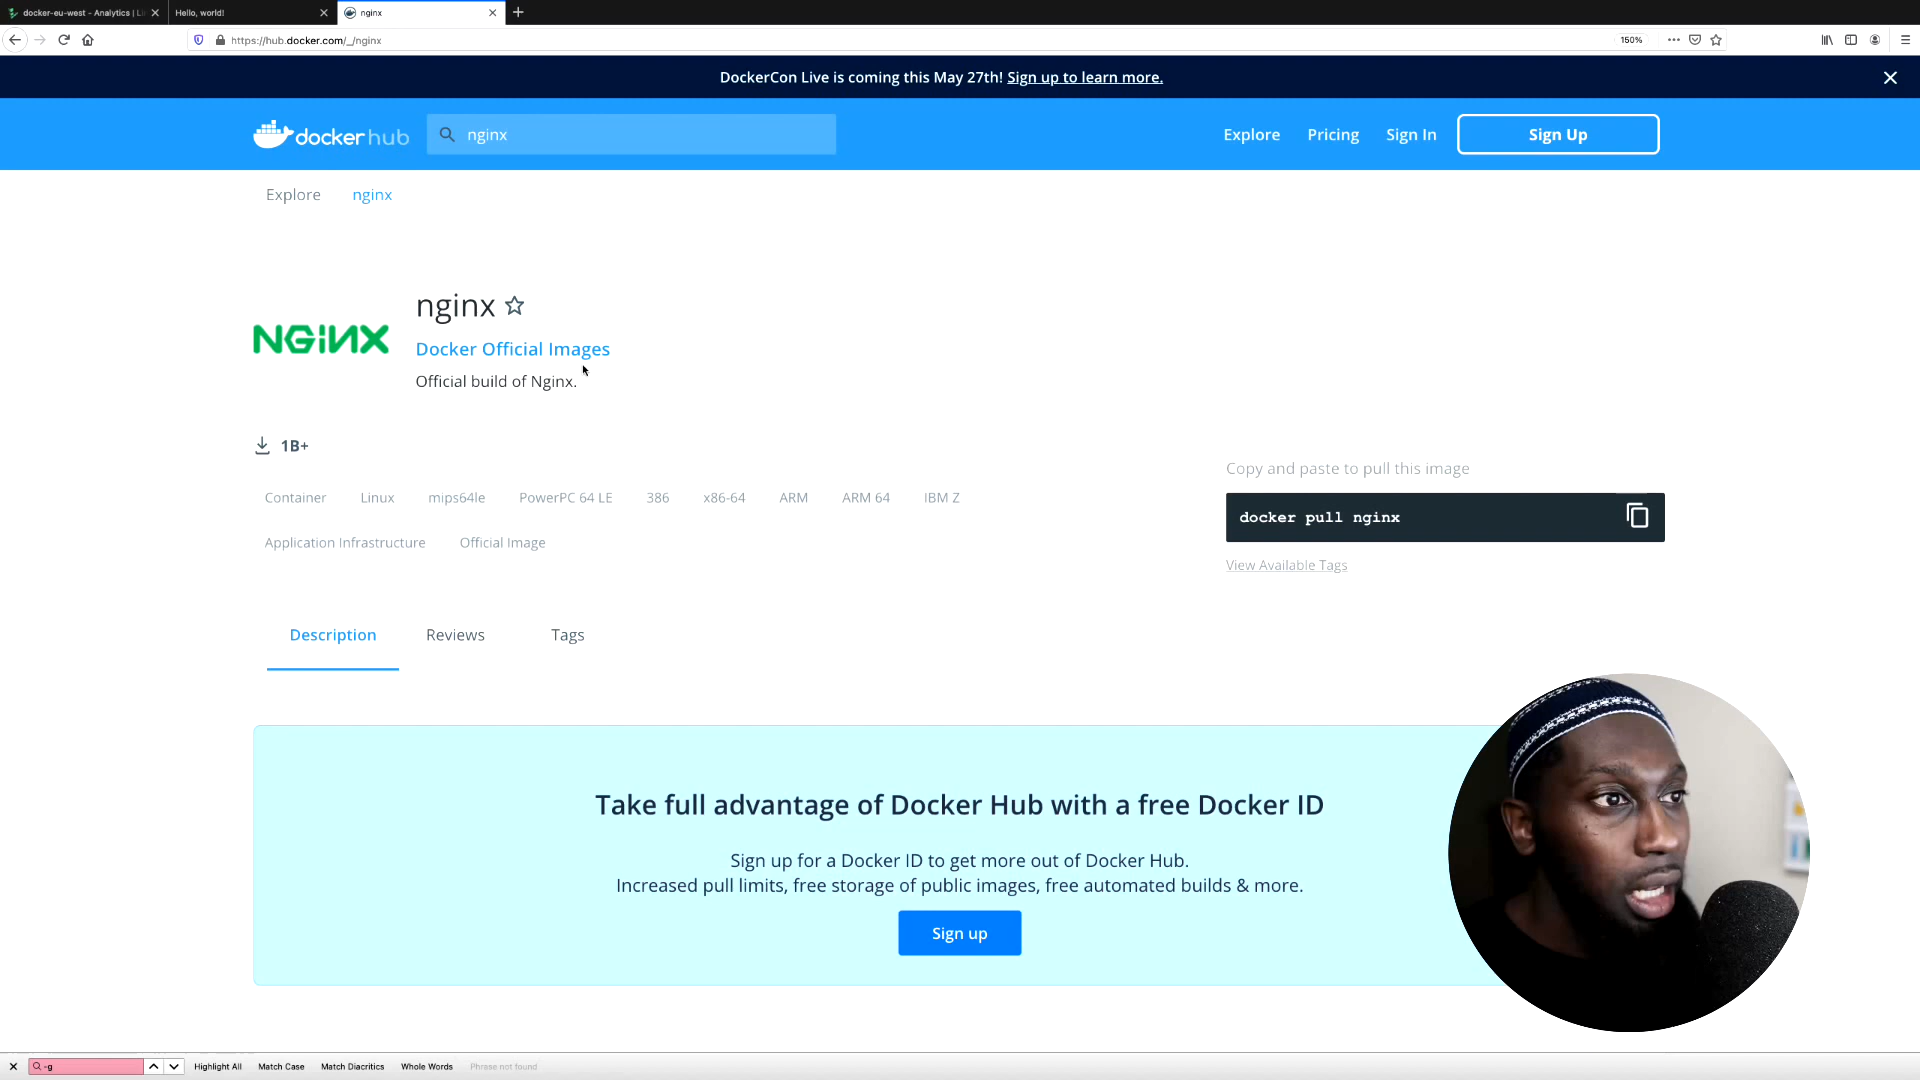 docker-eu-west - Analytics | Li
Hello, world!
nginx
https://hub.docker.com/_/nginx
150%
DockerCon Live is coming this May 27th! Sign up to learn more.
dockerhub
nginx
Explore
Pricing
Sign In
Sign Up
Explore
nginx
NGINX
nginx
Docker Official Images
Official build of Nginx.
1B+
Container
Linux
mips64le
PowerPC 64 LE
386
x86-64
ARM
ARM 64
IBM Z
Application Infrastructure
Official Image
Copy and paste to pull this image
docker pull nginx
View Available Tags
Description
Reviews
Tags
Take full advantage of Docker Hub with a free Docker ID
Sign up for a Docker ID to get more out of Docker Hub.
Increased pull limits, free storage of public images, free automated builds & more.
Sign up
-g
Highlight All
Match Case
Match Diacritics
Whole Words
Phrase not found